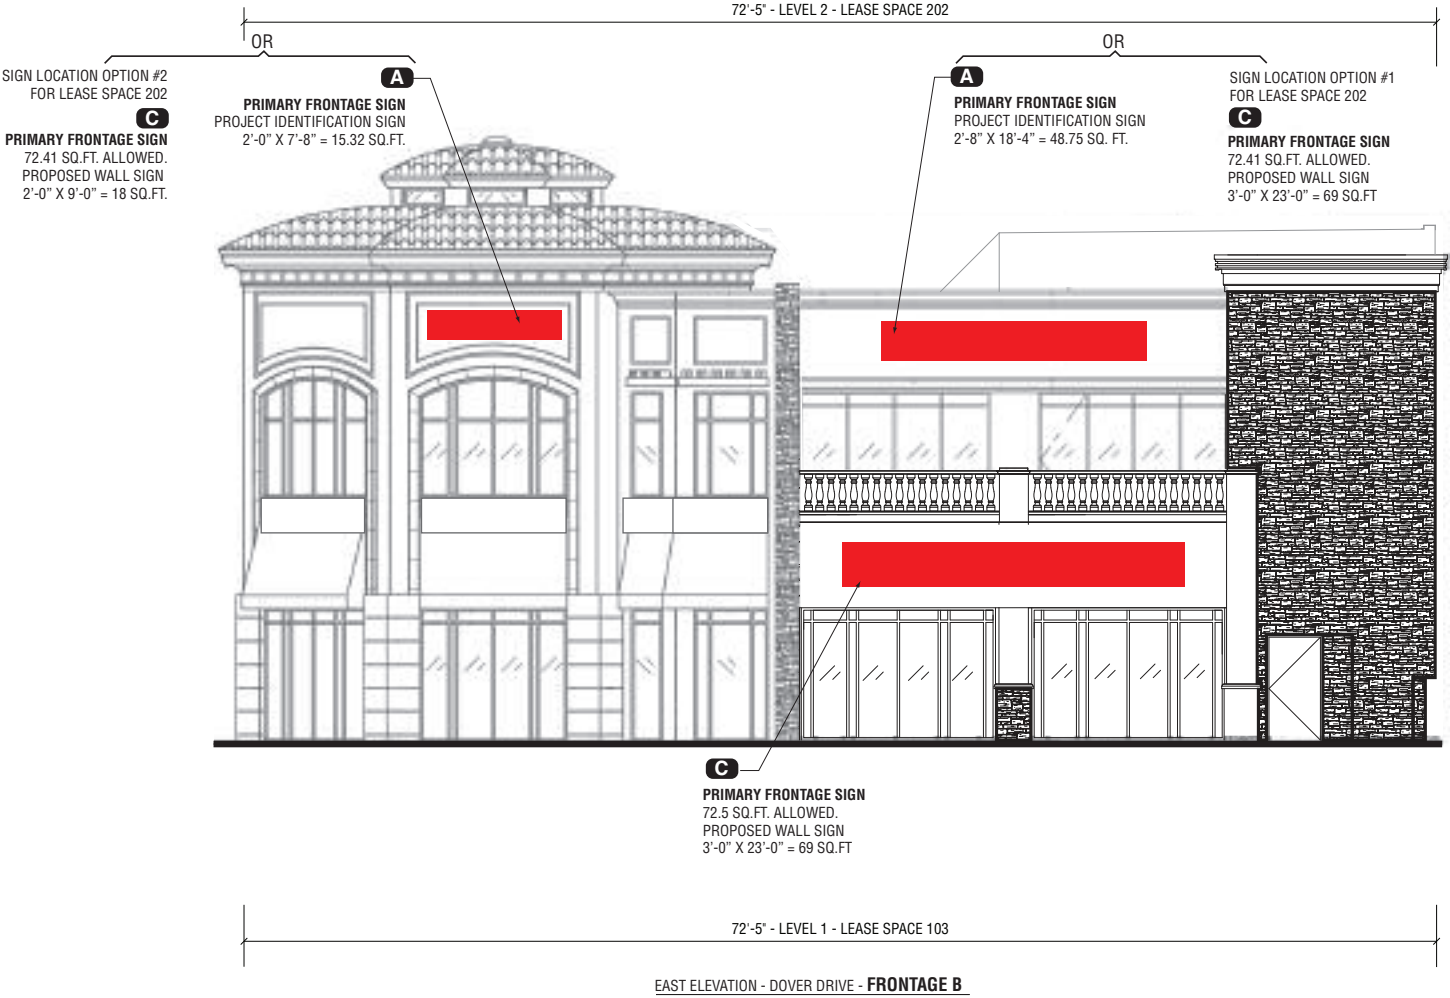 72'-5" - LEVEL 2 - LEASE SPACE 202
OR
SIGN LOCATION OPTION #2
FOR LEASE SPACE 202
C
PRIMARY FRONTAGE SIGN
72.41 SQ.FT. ALLOWED.
PROPOSED WALL SIGN
2'-0” X 9'-0” = 18 SQ.FT.
A
PRIMARY FRONTAGE SIGN
PROJECT IDENTIFICATION SIGN
2'-0” X 7'-8” = 15.32 SQ.FT.
OR
A
PRIMARY FRONTAGE SIGN
PROJECT IDENTIFICATION SIGN
2'-8” X 18'-4” = 48.75 SQ. FT.
SIGN LOCATION OPTION #1
FOR LEASE SPACE 202
C
PRIMARY FRONTAGE SIGN
72.41 SQ.FT. ALLOWED.
PROPOSED WALL SIGN
3'-0” X 23'-0” = 69 SQ.FT
C
PRIMARY FRONTAGE SIGN
72.5 SQ.FT. ALLOWED.
PROPOSED WALL SIGN
3'-0” X 23'-0” = 69 SQ.FT
72'-5" - LEVEL 1 - LEASE SPACE 103
EAST ELEVATION - DOVER DRIVE - FRONTAGE B